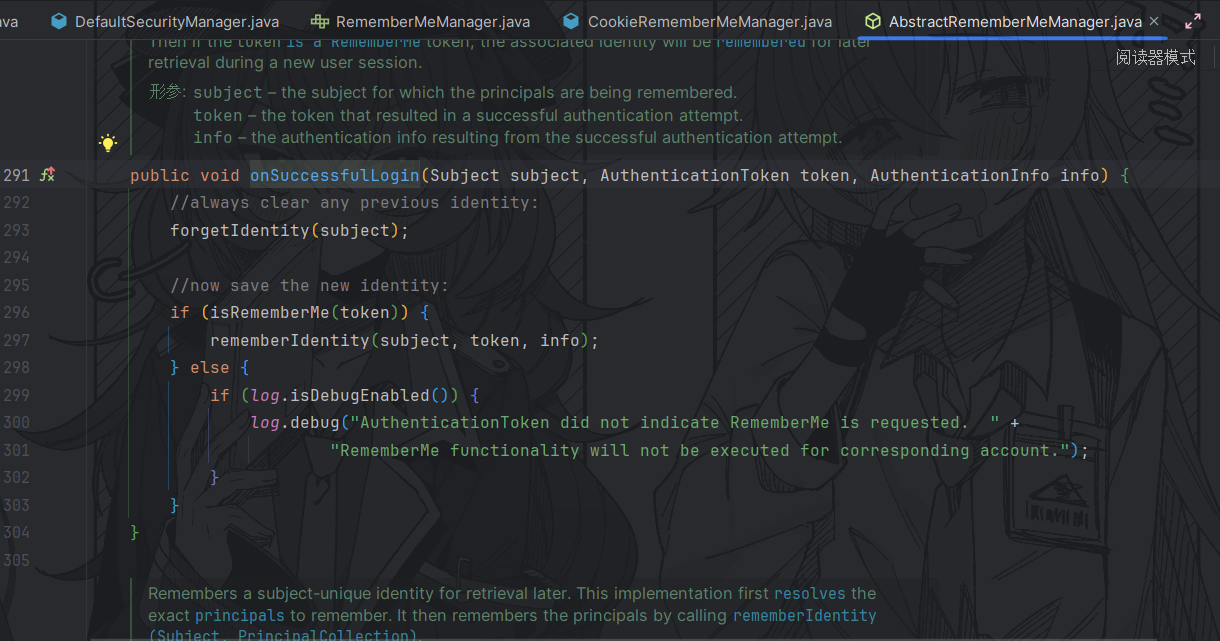 ava DefaultSecurityManager.java RememberMeManager.java CookieRememberMeManager.java AbstractRememberMeManager.java
Then if the token is a RememberMe token, the associated identity will be remembered for later
retrieval during a new user session.
阅读器模式
形参: subject – the subject for which the principals are being remembered.
token – the token that resulted in a successful authentication attempt.
info – the authentication info resulting from the successful authentication attempt.
291 public void onSuccessfulLogin(Subject subject, AuthenticationToken token, AuthenticationInfo info) {
292 //always clear any previous identity:
293 forgetIdentity(subject);
294
295 //now save the new identity:
296 if (isRememberMe(token)) {
297 rememberIdentity(subject, token, info);
298 } else {
299 if (log.isDebugEnabled()) {
300 log.debug("AuthenticationToken did not indicate RememberMe is requested.  " +
301 "RememberMe functionality will not be executed for corresponding account.");
302 }
303 }
304 }
305
Remembers a subject-unique identity for retrieval later. This implementation first resolves the
exact principals to remember. It then remembers the principals by calling rememberIdentity
(Subject, PrincipalCollection).